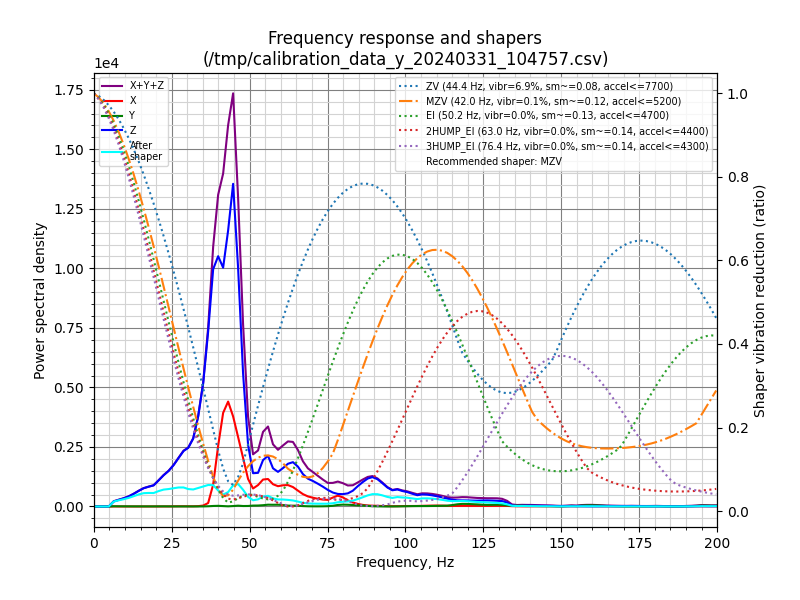 Frequency response and shapers
(/tmp/calibration_data_y_20240331_104757.csv)
1e4
X+Y+Z
X
Y
Z
After
shaper
ZV (44.4 Hz, vibr=6.9%, sm~=0.08, accel<=7700)
MZV (42.0 Hz, vibr=0.1%, sm~=0.12, accel<=5200)
EI (50.2 Hz, vibr=0.0%, sm~=0.13, accel<=4700)
2HUMP_EI (63.0 Hz, vibr=0.0%, sm~=0.14, accel<=4400)
3HUMP_EI (76.4 Hz, vibr=0.0%, sm~=0.14, accel<=4300)
Recommended shaper: MZV
Power spectral density
1.75
1.50
1.25
1.00
0.75
0.50
0.25
0.00
1.0
0.8
0.6
0.4
0.2
0.0
Shaper vibration reduction (ratio)
0 25 50 75 100 125 150 175 200
Frequency, Hz